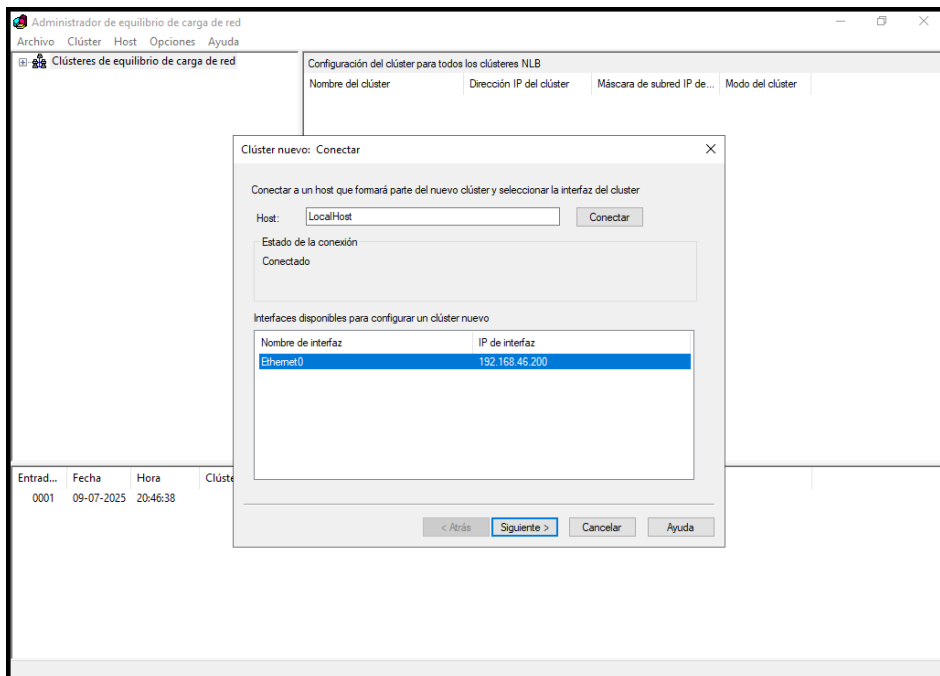 Administrador de equilibrio de carga de red
Archivo Clúster Host Opciones Ayuda
Clústeres de equilibrio de carga de red
Configuración del clúster para todos los clústeres NLB
Nombre del clúster Dirección IP del clúster Máscara de subred IP de... Modo del clúster
Clúster nuevo: Conectar
Conectar a un host que formará parte del nuevo clúster y seleccionar la interfaz del cluster
Host: LocalHost Conectar
Estado de la conexión
Conectado
Interfaces disponibles para configurar un clúster nuevo
Nombre de interfaz IP de interfaz
Ethernet0 192.168.46.200
< Atrás Siguiente > Cancelar Ayuda
Entrad... Fecha Hora Clúste
0001 09-07-2025 20:46:38